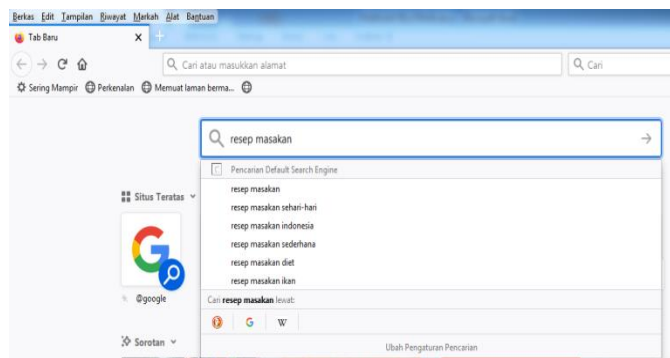 Berkas Edit Tampilan Riwayat Markah Alat Bantuan
Tab Baru X +
Cari atau masukkan alamat Cari
Sering Mampir Perkenalan Memuat laman berma...
resep masakan
Pencarian Default Search Engine
resep masakan
resep masakan sehari-hari
resep masakan indonesia
resep masakan sederhana
resep masakan diet
resep masakan ikan
Situs Teratas
@google
Cari resep masakan lewat:
G W
Sorotan
Ubah Pengaturan Pencarian